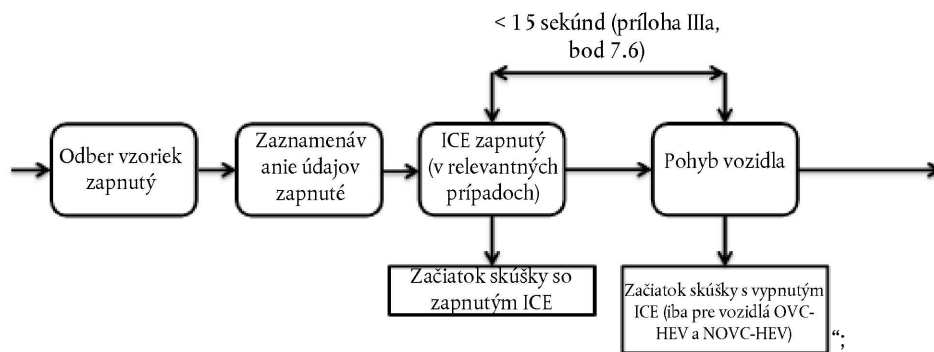 < 15 sekúnd (príloha IIIa,
bod 7.6)
Odber vzoriek
zapnutý
Zaznamenáv
anie údajov
zapnuté
ICE zapnutý
(v relevantných
prípadoch)
Pohyb vozidla
Začiatok skúšky so
zapnutým ICE
Začiatok skúšky s vypnutým
ICE (iba pre vozidlá OVC-
HEV a NOVC-HEV)
“;